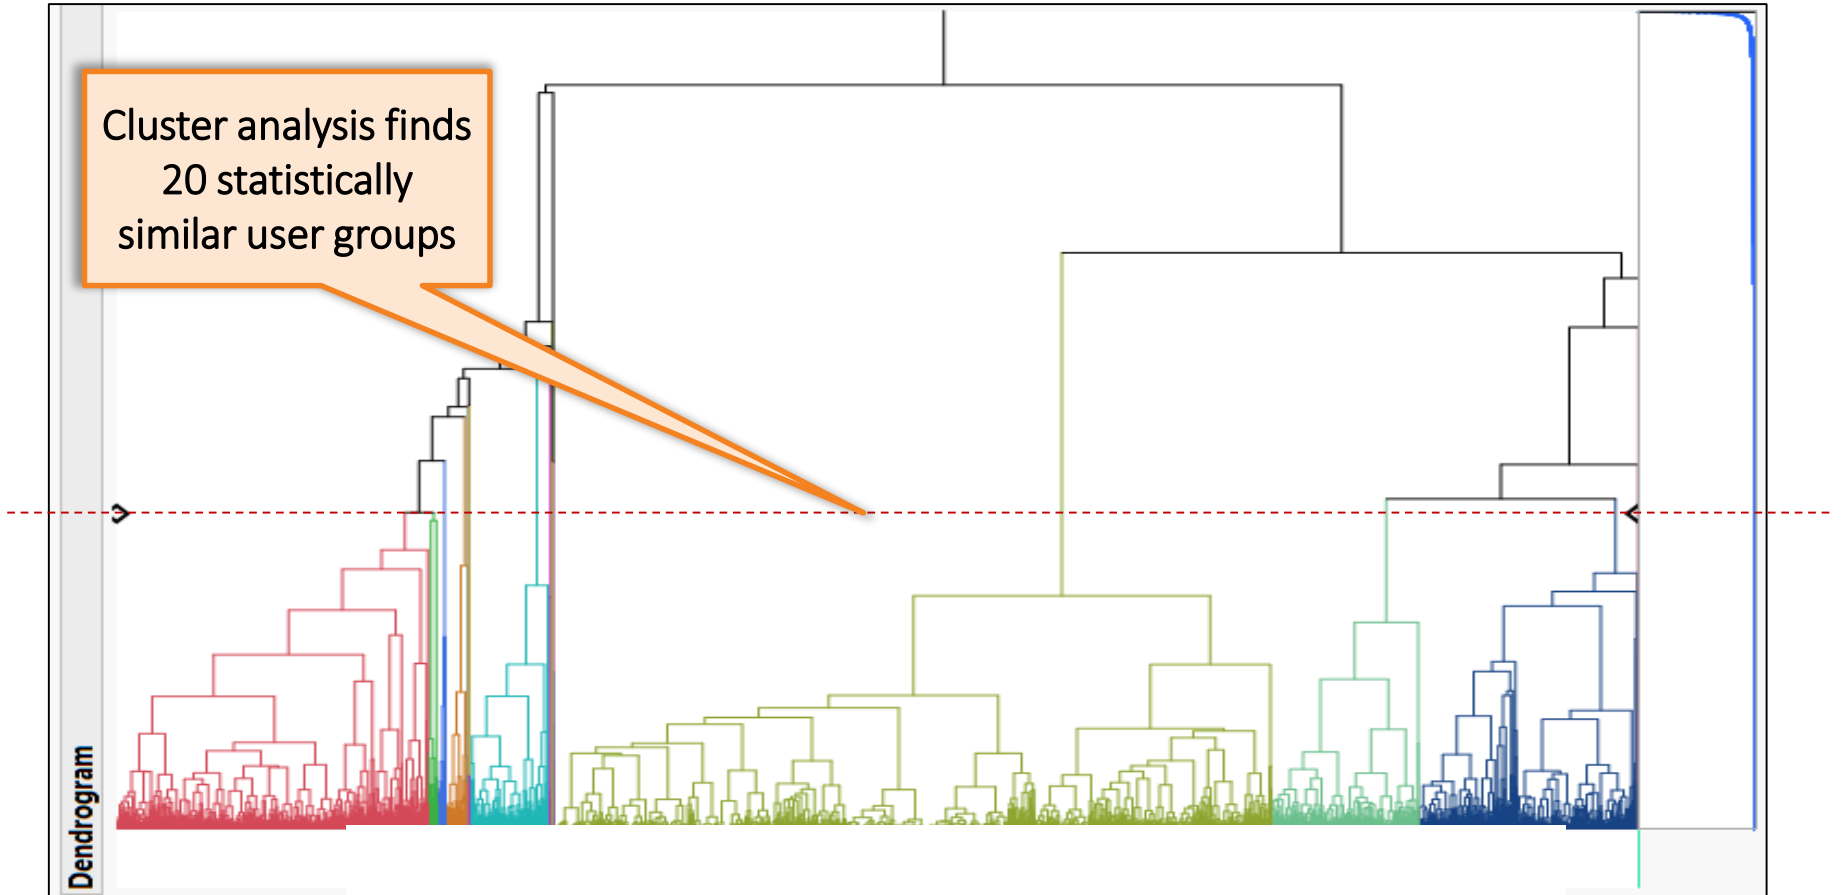 Cluster analysis finds
20 statistically
similar user groups
Dendrogram